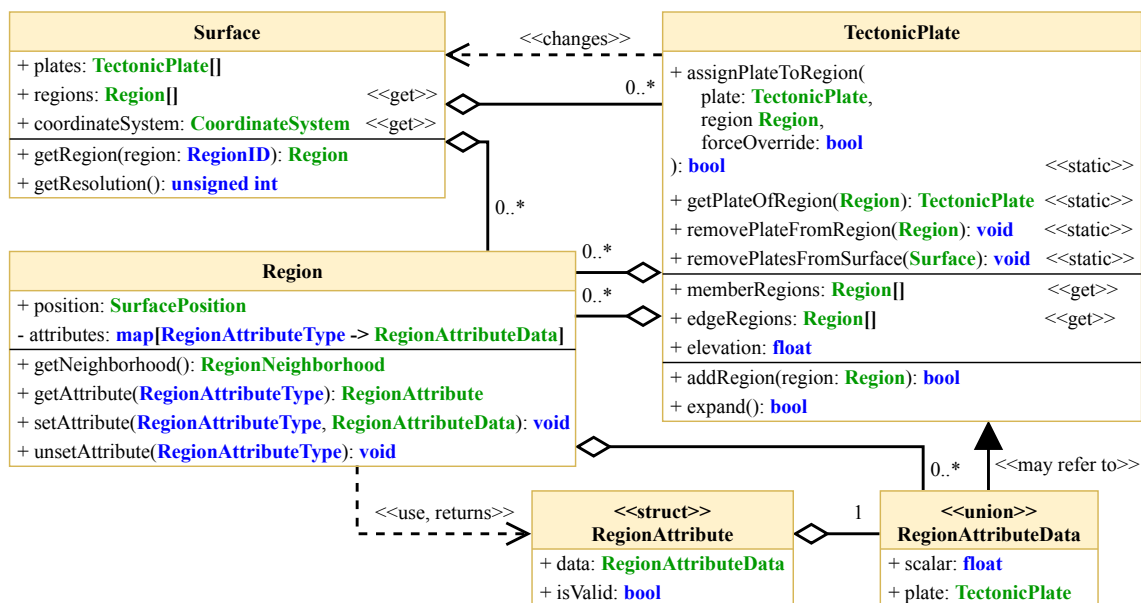 Surface
+ plates: TectonicPlate[]
+ regions: Region[] <<get>>
+ coordinateSystem: CoordinateSystem <<get>>
+ getRegion(region: RegionID): Region
+ getResolution(): unsigned int
<<changes>>
0..*
0..*
TectonicPlate
+ assignPlateToRegion(
plate: TectonicPlate,
region Region,
forceOverride: bool
): bool <<static>>
+ getPlateOfRegion(Region): TectonicPlate <<static>>
+ removePlateFromRegion(Region): void <<static>>
+ removePlatesFromSurface(Surface): void <<static>>
+ memberRegions: Region[] <<get>>
+ edgeRegions: Region[] <<get>>
+ elevation: float
+ addRegion(region: Region): bool
+ expand(): bool
0..*
0..*
Region
+ position: SurfacePosition
- attributes: map[RegionAttributeType -> RegionAttributeData]
+ getNeighborhood(): RegionNeighborhood
+ getAttribute(RegionAttributeType): RegionAttribute
+ setAttribute(RegionAttributeType, RegionAttributeData): void
+ unsetAttribute(RegionAttributeType): void
0..*
<<may refer to>>
<<use, returns>>
<<struct>>
RegionAttribute
+ data: RegionAttributeData
+ isValid: bool
1
<<union>>
RegionAttributeData
+ scalar: float
+ plate: TectonicPlate